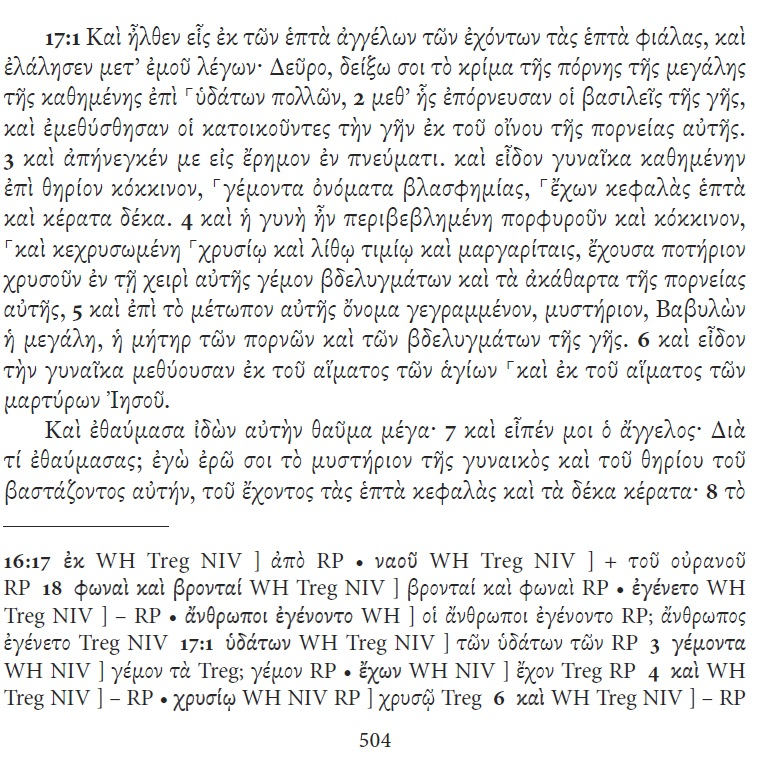 17:1 Καὶ ἦλθεν εἷς ἐκ τῶν ἑπτὰ ἀγγέλων τῶν ἐχόντων τὰς ἑπτὰ φιάλας, καὶ
ἐλάλησεν μετ’ ἐμοῦ λέγων· Δεῦρο, δείξω σοι τὸ κρίμα τῆς πόρνης τῆς μεγάλης
τῆς καθημένης ἐπὶ ⸀ὑδάτων πολλῶν, 2 μεθ’ ἧς ἐπόρνευσαν οἱ βασιλεῖς τῆς γῆς,
καὶ ἐμεθύσθησαν οἱ κατοικοῦντες τὴν γῆν ἐκ τοῦ οἴνου τῆς πορνείας αὐτῆς.
3 καὶ ἀπήνεγκέν με εἰς ἔρημον ἐν πνεύματι. καὶ εἶδον γυναῖκα καθημένην
ἐπὶ θηρίον κόκκινον, ⸀γέμοντα ὀνόματα βλασφημίας, ⸀ἔχων κεφαλὰς ἑπτὰ
καὶ κέρατα δέκα. 4 καὶ ἡ γυνὴ ἦν περιβεβλημένη πορφυροῦν καὶ κόκκινον,
⸀καὶ κεχρυσωμένη ⸀χρυσίῳ καὶ λίθῳ τιμίῳ καὶ μαργαρίταις, ἔχουσα ποτήριον
χρυσοῦν ἐν τῇ χειρὶ αὐτῆς γέμον βδελυγμάτων καὶ τὰ ἀκάθαρτα τῆς πορνείας
αὐτῆς, 5 καὶ ἐπὶ τὸ μέτωπον αὐτῆς ὄνομα γεγραμμένον, μυστήριον, Βαβυλὼν
ἡ μεγάλη, ἡ μήτηρ τῶν πορνῶν καὶ τῶν βδελυγμάτων τῆς γῆς. 6 καὶ εἶδον
τὴν γυναῖκα μεθύουσαν ἐκ τοῦ αἵματος τῶν ἁγίων ⸀καὶ ἐκ τοῦ αἵματος τῶν
μαρτύρων Ἰησοῦ.
Καὶ ἐθαύμασα ἰδὼν αὐτὴν θαῦμα μέγα· 7 καὶ εἶπέν μοι ὁ ἄγγελος· Διὰ
τί ἐθαύμασας; ἐγὼ ἐρῶ σοι τὸ μυστήριον τῆς γυναικὸς καὶ τοῦ θηρίου τοῦ
βαστάζοντος αὐτήν, τοῦ ἔχοντος τὰς ἑπτὰ κεφαλὰς καὶ τὰ δέκα κέρατα· 8 τὸ
16:17 ἐκ WH Treg NIV ] ἀπὸ RP • ναοῦ WH Treg NIV ] + τοῦ οὐρανοῦ
RP 18 φωναὶ καὶ βρονταί WH Treg NIV ] βρονταί καὶ φωναὶ RP • ἐγένετο WH
Treg NIV ] – RP • ἄνθρωποι ἐγένοντο WH ] οἱ ἄνθρωποι ἐγένοντο RP; ἄνθρωπος
ἐγένετο Treg NIV 17:1 ὑδάτων WH Treg NIV ] τῶν ὑδάτων τῶν RP 3 γέμοντα
WH NIV ] γέμον τὰ Treg; γέμον RP • ἔχων WH NIV ] ἔχον Treg RP 4 καὶ WH
Treg NIV ] – RP • χρυσίῳ WH NIV RP ] χρυσῷ Treg 6 καὶ WH Treg NIV ] – RP
504